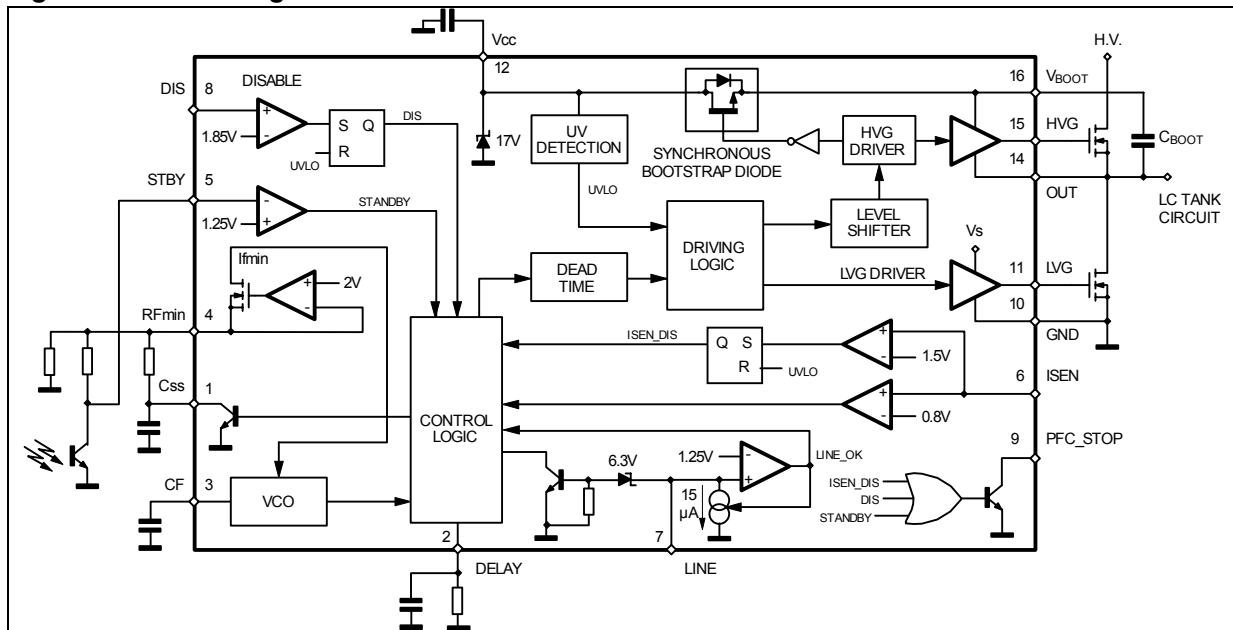 Vcc
H.V.
12
DIS
8
DISABLE
16
VBOOT
15
HVG
+
-
1.85V
S Q
R
DIS
UVLO
17V
UV
DETECTION
SYNCHRONOUS
BOOTSTRAP DIODE
HVG
DRIVER
CBOOT
14
OUT
STBY
5
-
+
1.25V
STANDBY
UVLO
LC TANK
CIRCUIT
LEVEL
SHIFTER
DRIVING
LOGIC
Vs
Ifmin
+
-
2V
DEAD
TIME
LVG DRIVER
11
LVG
RFmin
4
10
GND
ISEN_DIS
Q S
R
UVLO
+
-
1.5V
6
ISEN
Css
1
+
-
0.8V
CONTROL
LOGIC
9
PFC_STOP
6.3V
1.25V
-
+
LINE_OK
ISEN_DIS
DIS
STANDBY
CF
3
VCO
15
µA
2
7
DELAY
LINE